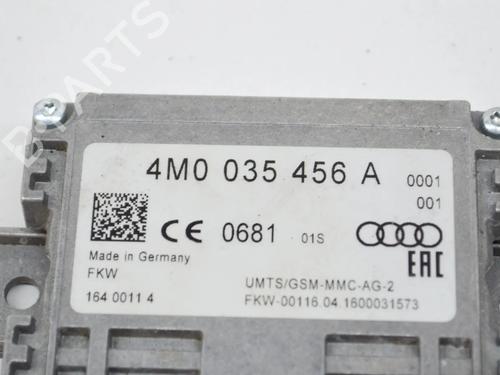 B-PARTS
4M0 035 456 A
0001
001
CE 0681 01S
EAC
Made in Germany
FKW
164 0011 4
UMTS/GSM-MMC-AG-2
FKW-00116.04.1600031573